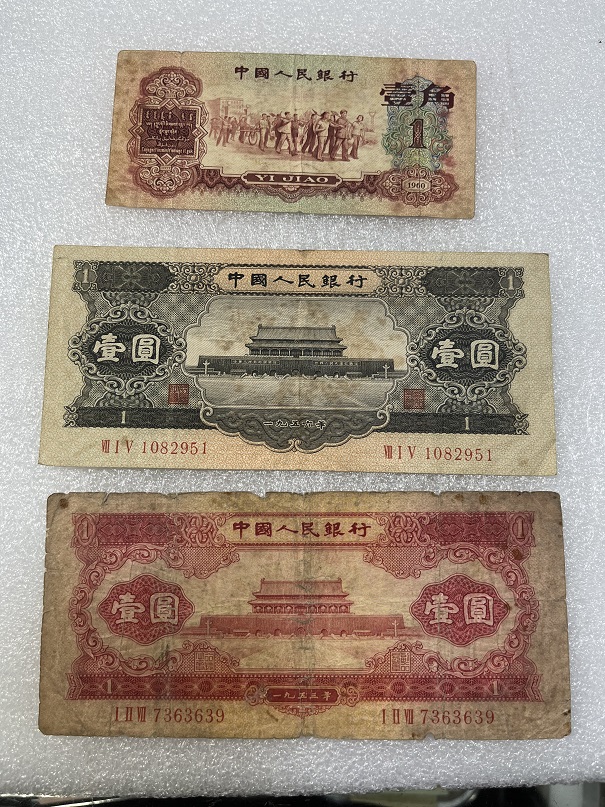 中國人民銀行
壹角
1
YI JIAO
1960
1 中國人民銀行 1
壹圓 壹圓
1 一九五六年 1
Ⅷ I V 1082951 Ⅷ I V 1082951
1 中國人民銀行 1
壹圓 壹圓
1 一九五三年 1
I II Ⅶ 7363639 I II Ⅶ 7363639